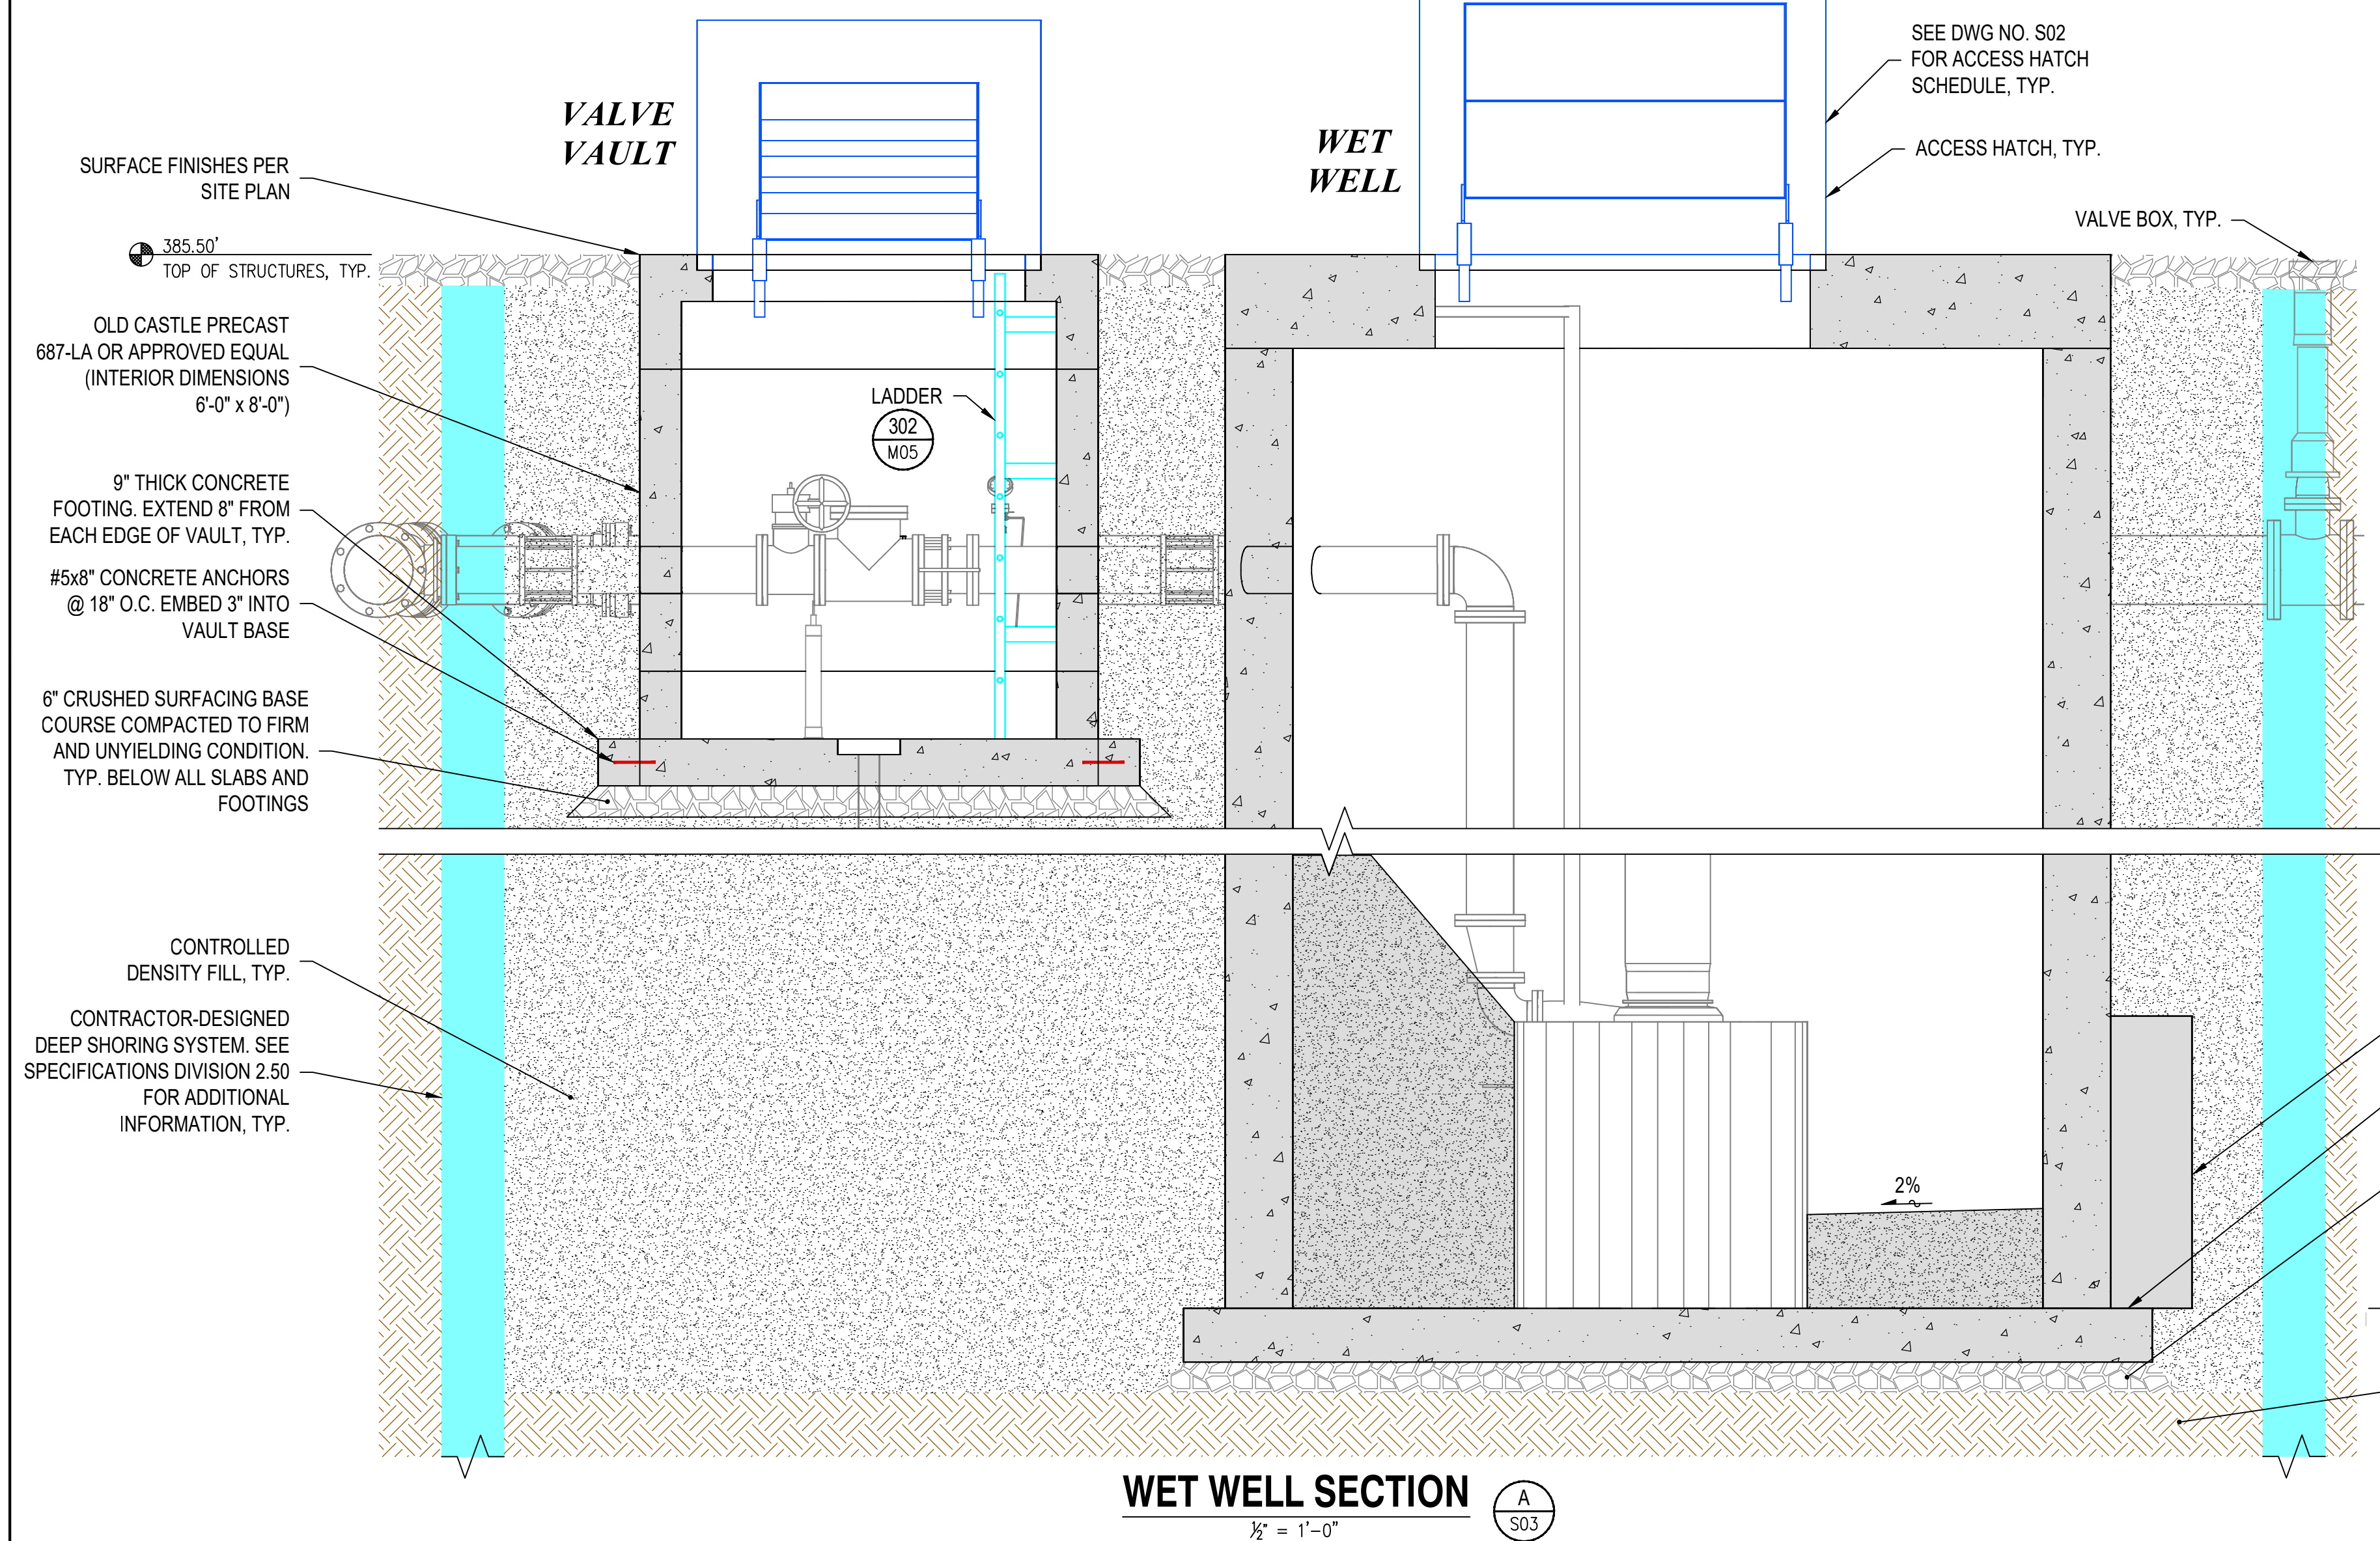 SEE DWG NO. S02
FOR ACCESS HATCH
SCHEDULE, TYP.
VALVE
VAULT
WET
WELL
ACCESS HATCH, TYP.
SURFACE FINISHES PER
SITE PLAN
VALVE BOX, TYP.
385.50'
TOP OF STRUCTURES, TYP.
OLD CASTLE PRECAST
687-LA OR APPROVED EQUAL
(INTERIOR DIMENSIONS
6'-0" x 8'-0")
LADDER
302
M05
9" THICK CONCRETE
FOOTING. EXTEND 8" FROM
EACH EDGE OF VAULT, TYP.
#5x8" CONCRETE ANCHORS
@ 18" O.C. EMBED 3" INTO
VAULT BASE
6" CRUSHED SURFACING BASE
COURSE COMPACTED TO FIRM
AND UNYIELDING CONDITION.
TYP. BELOW ALL SLABS AND
FOOTINGS
CONTROLLED
DENSITY FILL, TYP.
CONTRACTOR-DESIGNED
DEEP SHORING SYSTEM. SEE
SPECIFICATIONS DIVISION 2.50
FOR ADDITIONAL
INFORMATION, TYP.
2%
WET WELL SECTION
½" = 1'-0"
A
S03